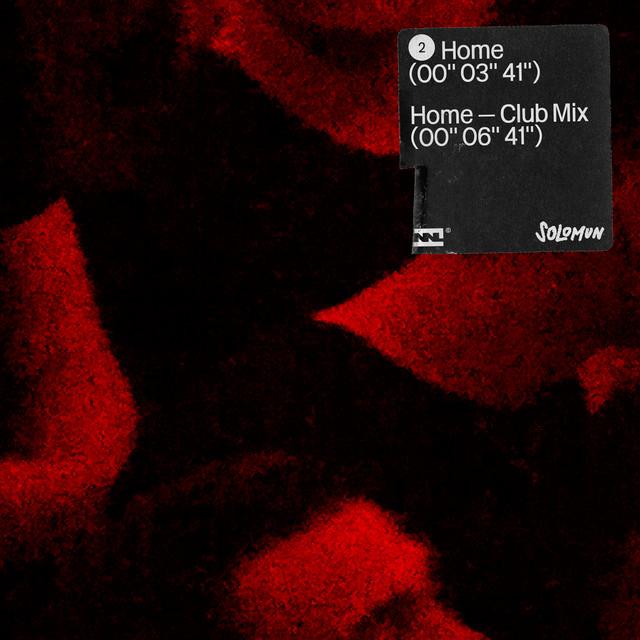 2 Home
(00" 03" 41")
Home — Club Mix
(00" 06" 41")
SOLOMUN